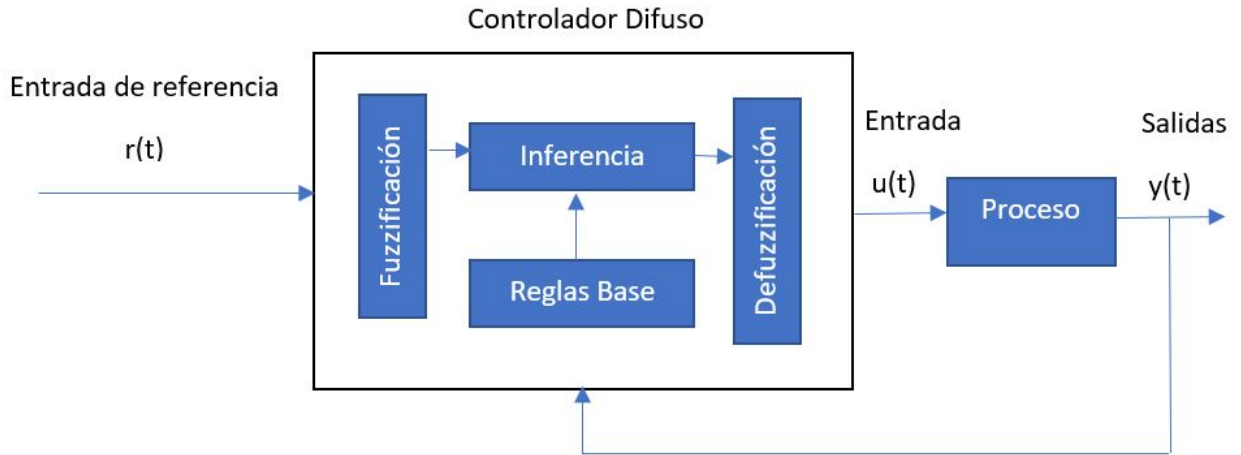 Controlador Difuso
Entrada de referencia
r(t)
Fuzzificación
Inferencia
Reglas Base
Defuzzificación
Entrada
u(t)
Proceso
Salidas
y(t)